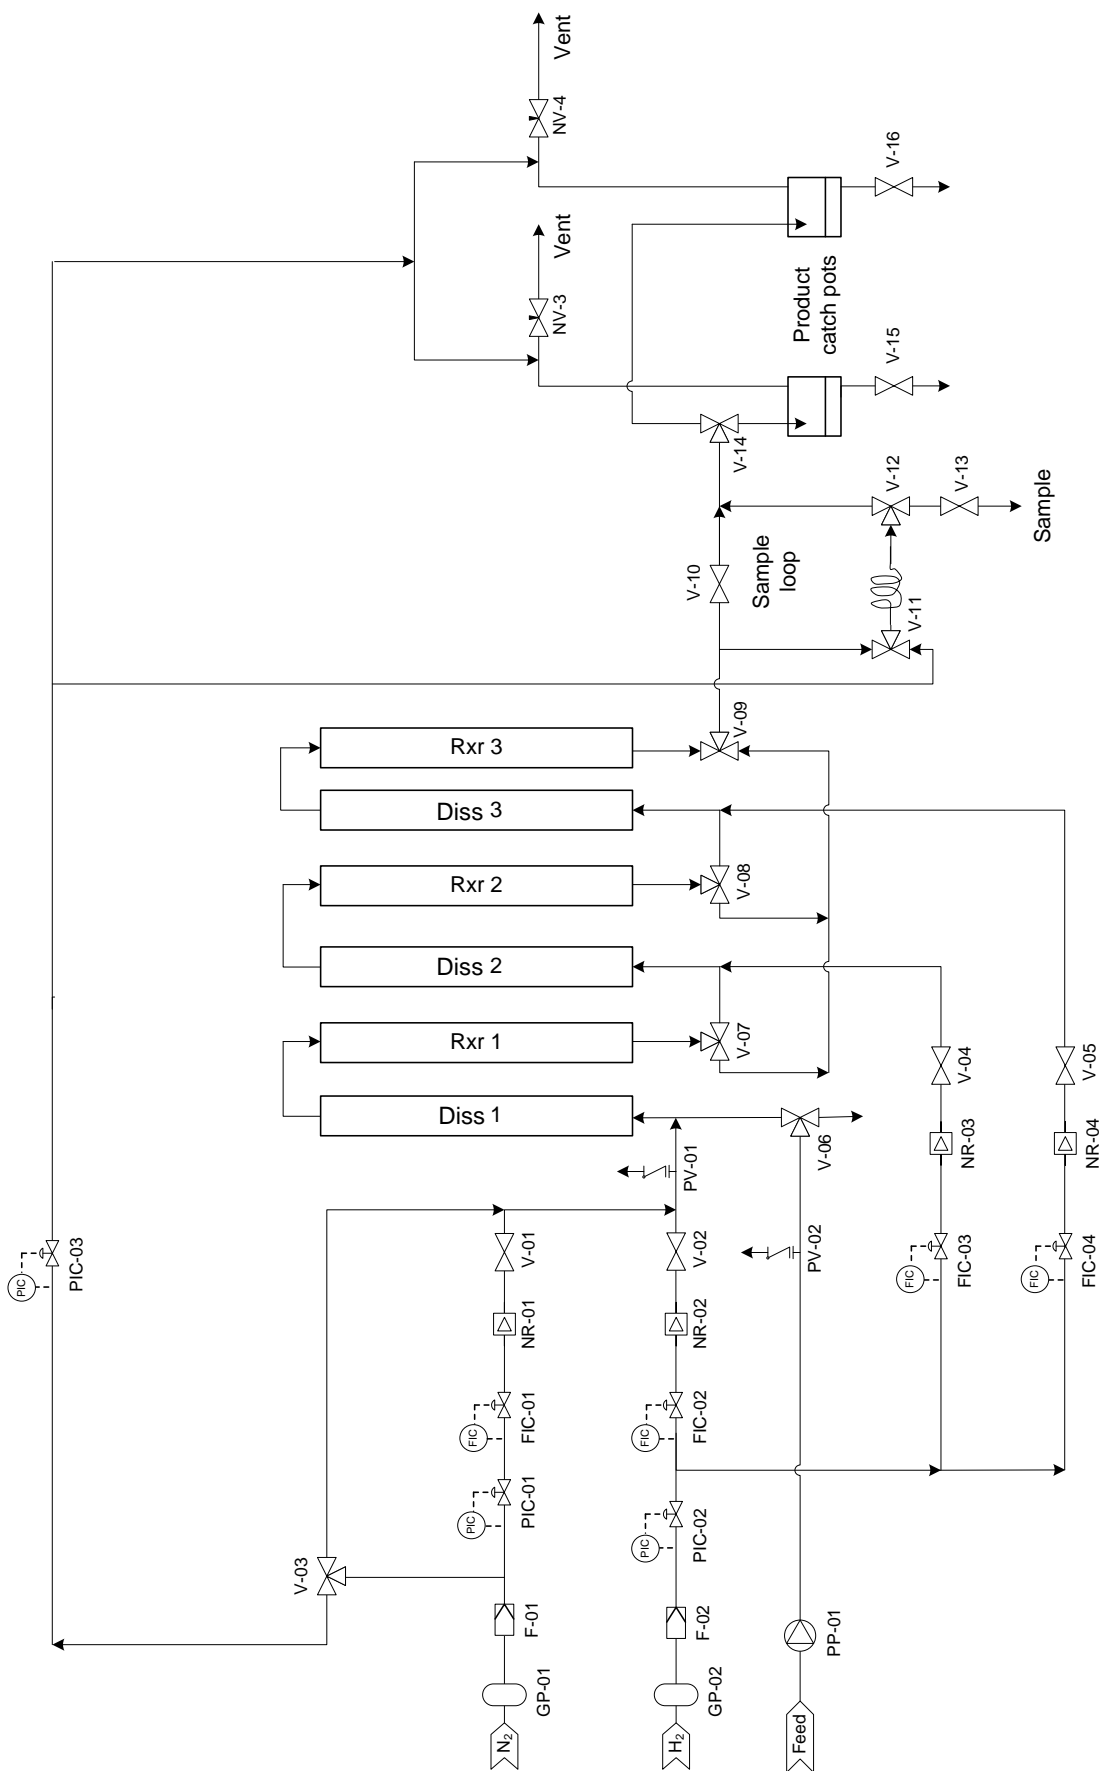 Vent
NV-4
V-16
Vent
NV-3
Product
catch pots
V-15
V-14
V-12
V-13
Sample
V-10
Sample
loop
V-11
V-09
Rxr 3
Diss 3
Rxr 2
V-08
Diss 2
Rxr 1
V-07
Diss 1
V-06
V-04
V-05
NR-03
NR-04
PV-01
PV-02
PIC
PIC-03
V-01
V-02
NR-01
NR-02
FIC
FIC-03
FIC
FIC-04
FIC
FIC-01
FIC
FIC-02
PIC
PIC-01
PIC
PIC-02
V-03
F-01
F-02
PP-01
GP-01
GP-02
N₂
H₂
Feed